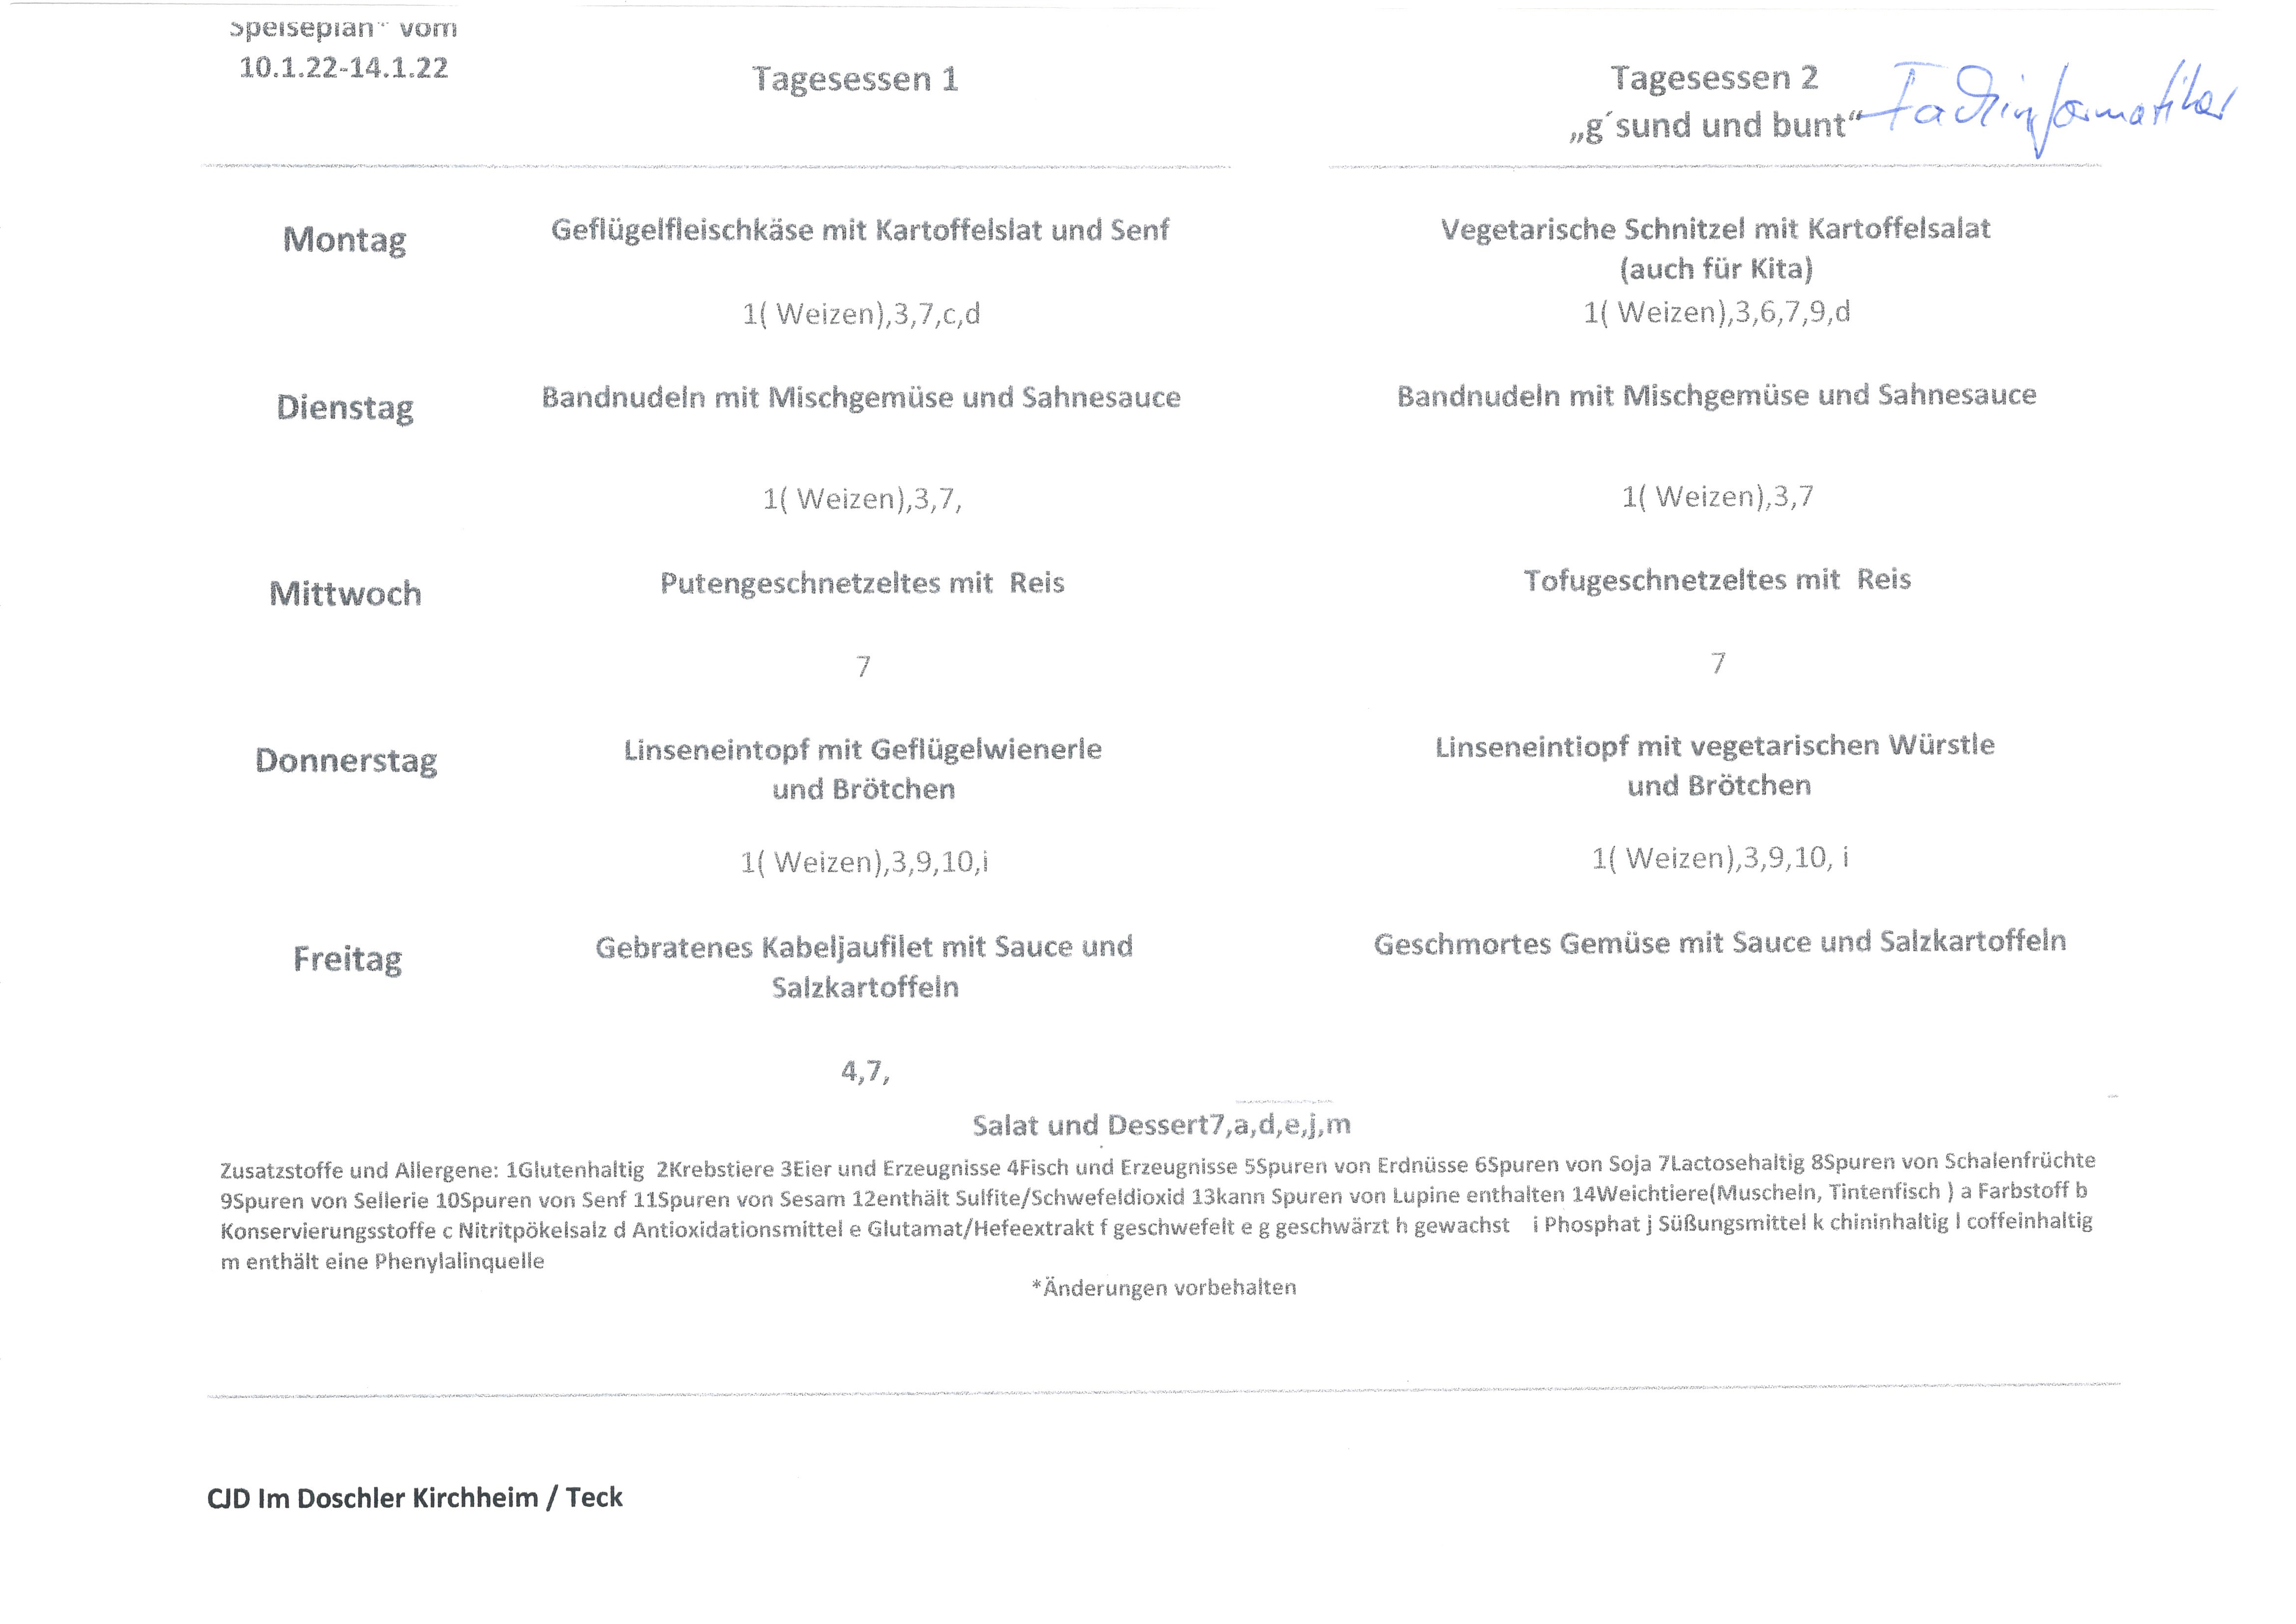 Speiseplan* vom
10.1.22-14.1.22
Tagesessen 1
Tagesessen 2
„g´sund und bunt“
Fachinformatiker
Montag
Geflügelfleischkäse mit Kartoffelslat und Senf
1( Weizen),3,7,c,d
Vegetarische Schnitzel mit Kartoffelsalat
(auch für Kita)
1( Weizen),3,6,7,9,d
Dienstag
Bandnudeln mit Mischgemüse und Sahnesauce
1( Weizen),3,7,
Bandnudeln mit Mischgemüse und Sahnesauce
1( Weizen),3,7
Mittwoch
Putengeschnetzeltes mit Reis
7
Tofugeschnetzeltes mit Reis
7
Donnerstag
Linseneintopf mit Geflügelwienerle
und Brötchen
1( Weizen),3,9,10,i
Linseneintiopf mit vegetarischen Würstle
und Brötchen
1( Weizen),3,9,10, i
Freitag
Gebratenes Kabeljaufilet mit Sauce und
Salzkartoffeln
4,7,
Geschmortes Gemüse mit Sauce und Salzkartoffeln
Salat und Dessert7,a,d,e,j,m
Zusatzstoffe und Allergene: 1Glutenhaltig 2Krebstiere 3Eier und Erzeugnisse 4Fisch und Erzeugnisse 5Spuren von Erdnüsse 6Spuren von Soja 7Lactosehaltig 8Spuren von Schalenfrüchte
9Spuren von Sellerie 10Spuren von Senf 11Spuren von Sesam 12enthält Sulfite/Schwefeldioxid 13kann Spuren von Lupine enthalten 14Weichtiere(Muscheln, Tintenfisch ) a Farbstoff b
Konservierungsstoffe c Nitritpökelsalz d Antioxidationsmittel e Glutamat/Hefeextrakt f geschwefelt e g geschwärzt h gewachst i Phosphat j Süßungsmittel k chininhaltig l coffeinhaltig
m enthält eine Phenylalinquelle
*Änderungen vorbehalten
CJD Im Doschler Kirchheim / Teck